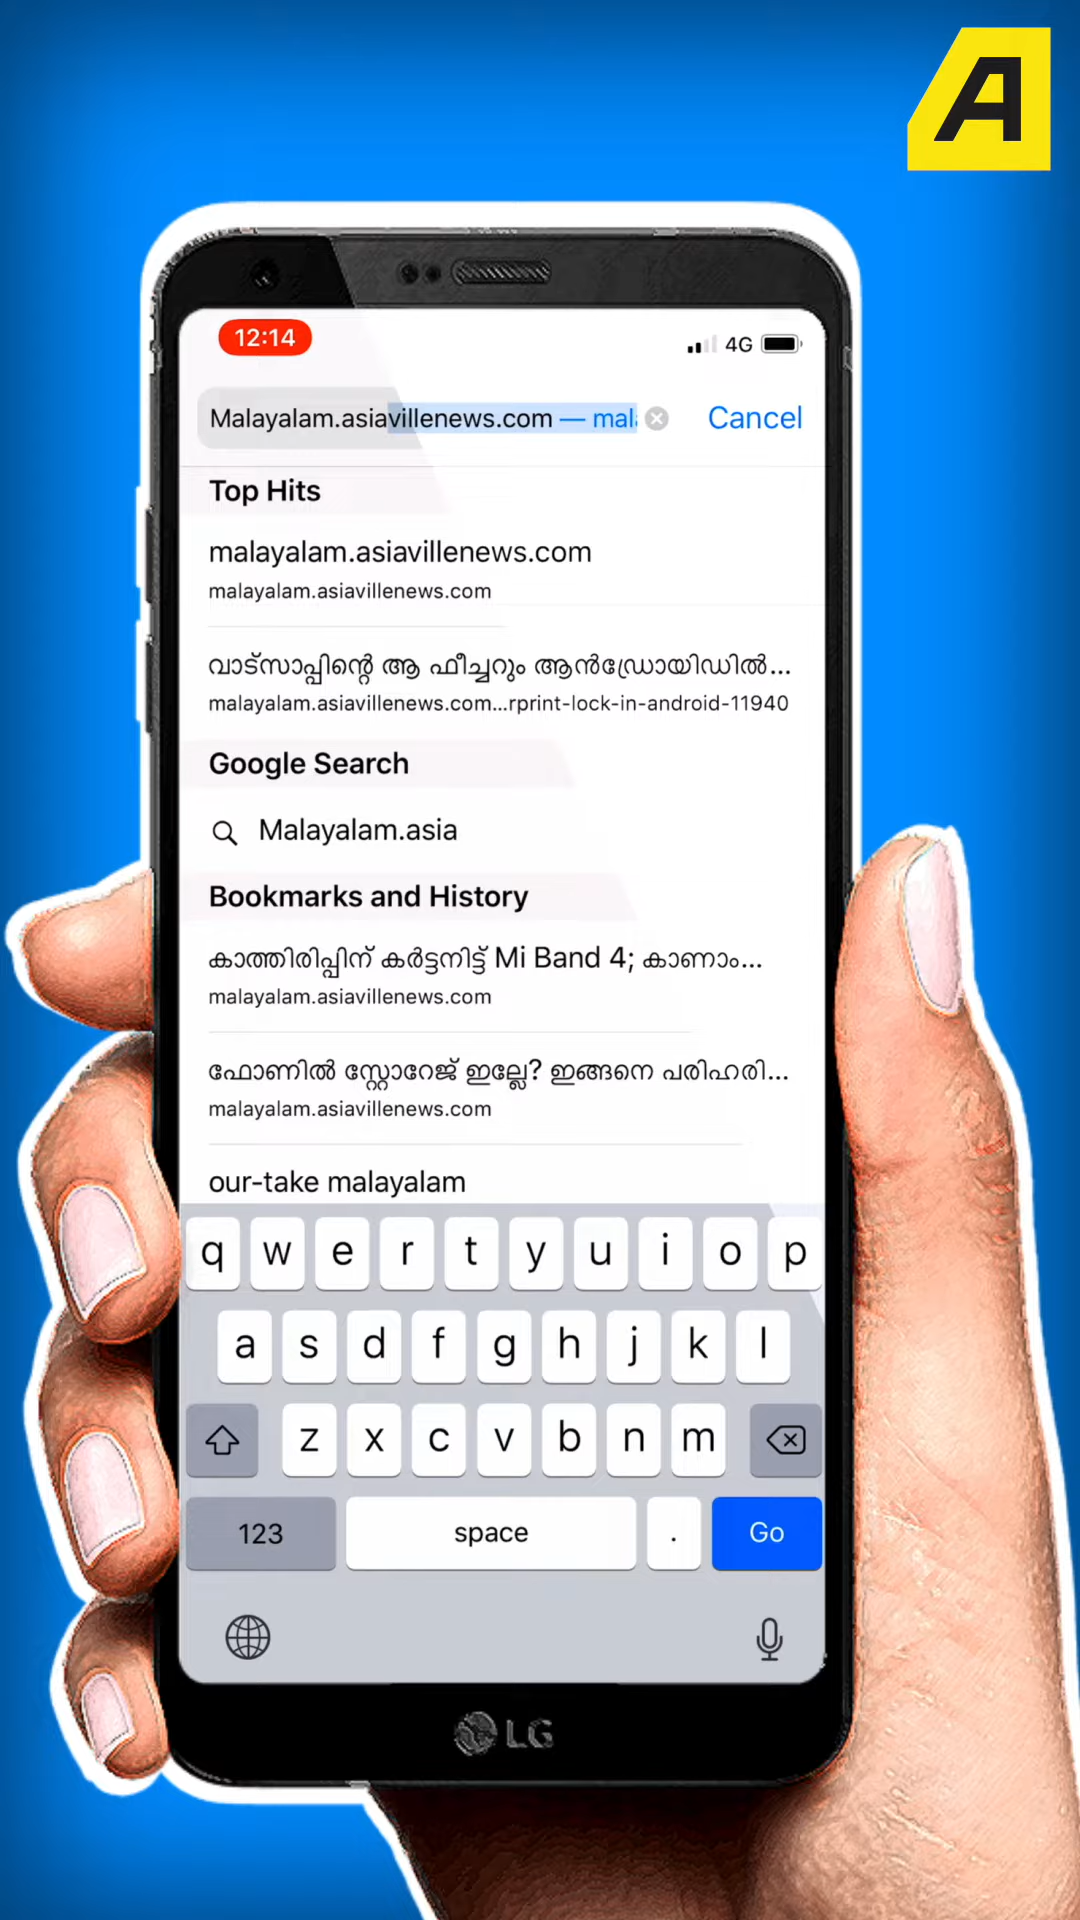 A
12:14
4G
Malayalam.asiavillenews.com — mal
Cancel
Top Hits
malayalam.asiavillenews.com
malayalam.asiavillenews.com
വാട്സാപ്പിന്റെ ആ ഫീച്ചറും ആൻഡ്രോയിഡിൽ...
malayalam.asiavillenews.com...rprint-lock-in-android-11940
Google Search
Malayalam.asia
Bookmarks and History
കാത്തിരിപ്പിന് കർട്ടനിട്ട് Mi Band 4; കാണാം...
malayalam.asiavillenews.com
ഫോണിൽ സ്റ്റോറേജ് ഇല്ലേ? ഇങ്ങനെ പരിഹരി...
malayalam.asiavillenews.com
our-take malayalam
q w e r t y u i o p
a s d f g h j k l
z x c v b n m
123 space . Go
LG